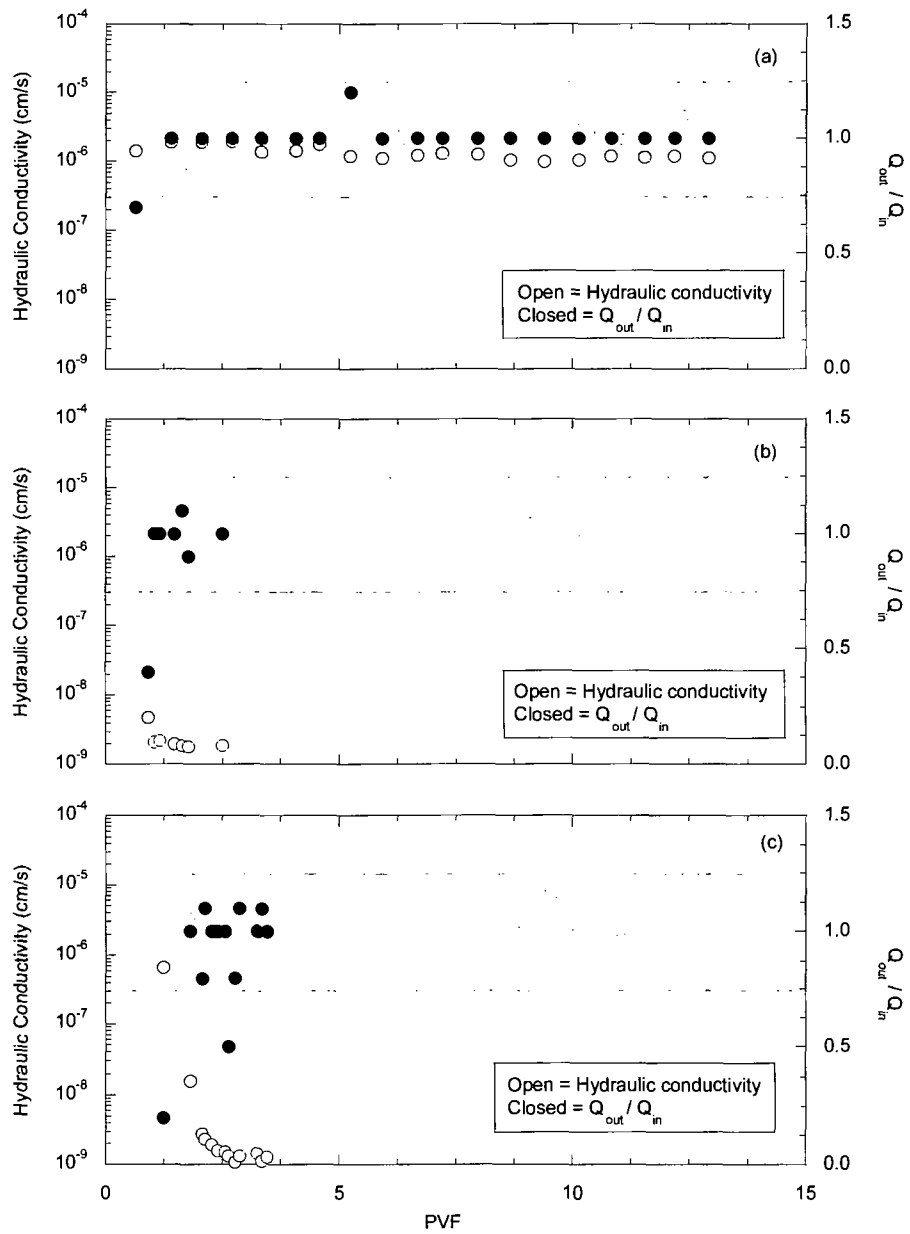 (a)
Hydraulic Conductivity (cm/s)
10^-4
10^-5
10^-6
10^-7
10^-8
10^-9
1.5
1.0
0.5
0.0
Q_out / Q_in
Open = Hydraulic conductivity
Closed = Q_out / Q_in
(b)
Hydraulic Conductivity (cm/s)
10^-4
10^-5
10^-6
10^-7
10^-8
10^-9
1.5
1.0
0.5
0.0
Q_out / Q_in
Open = Hydraulic conductivity
Closed = Q_out / Q_in
(c)
Hydraulic Conductivity (cm/s)
10^-4
10^-5
10^-6
10^-7
10^-8
10^-9
1.5
1.0
0.5
0.0
Q_out / Q_in
Open = Hydraulic conductivity
Closed = Q_out / Q_in
0 5 10 15
PVF